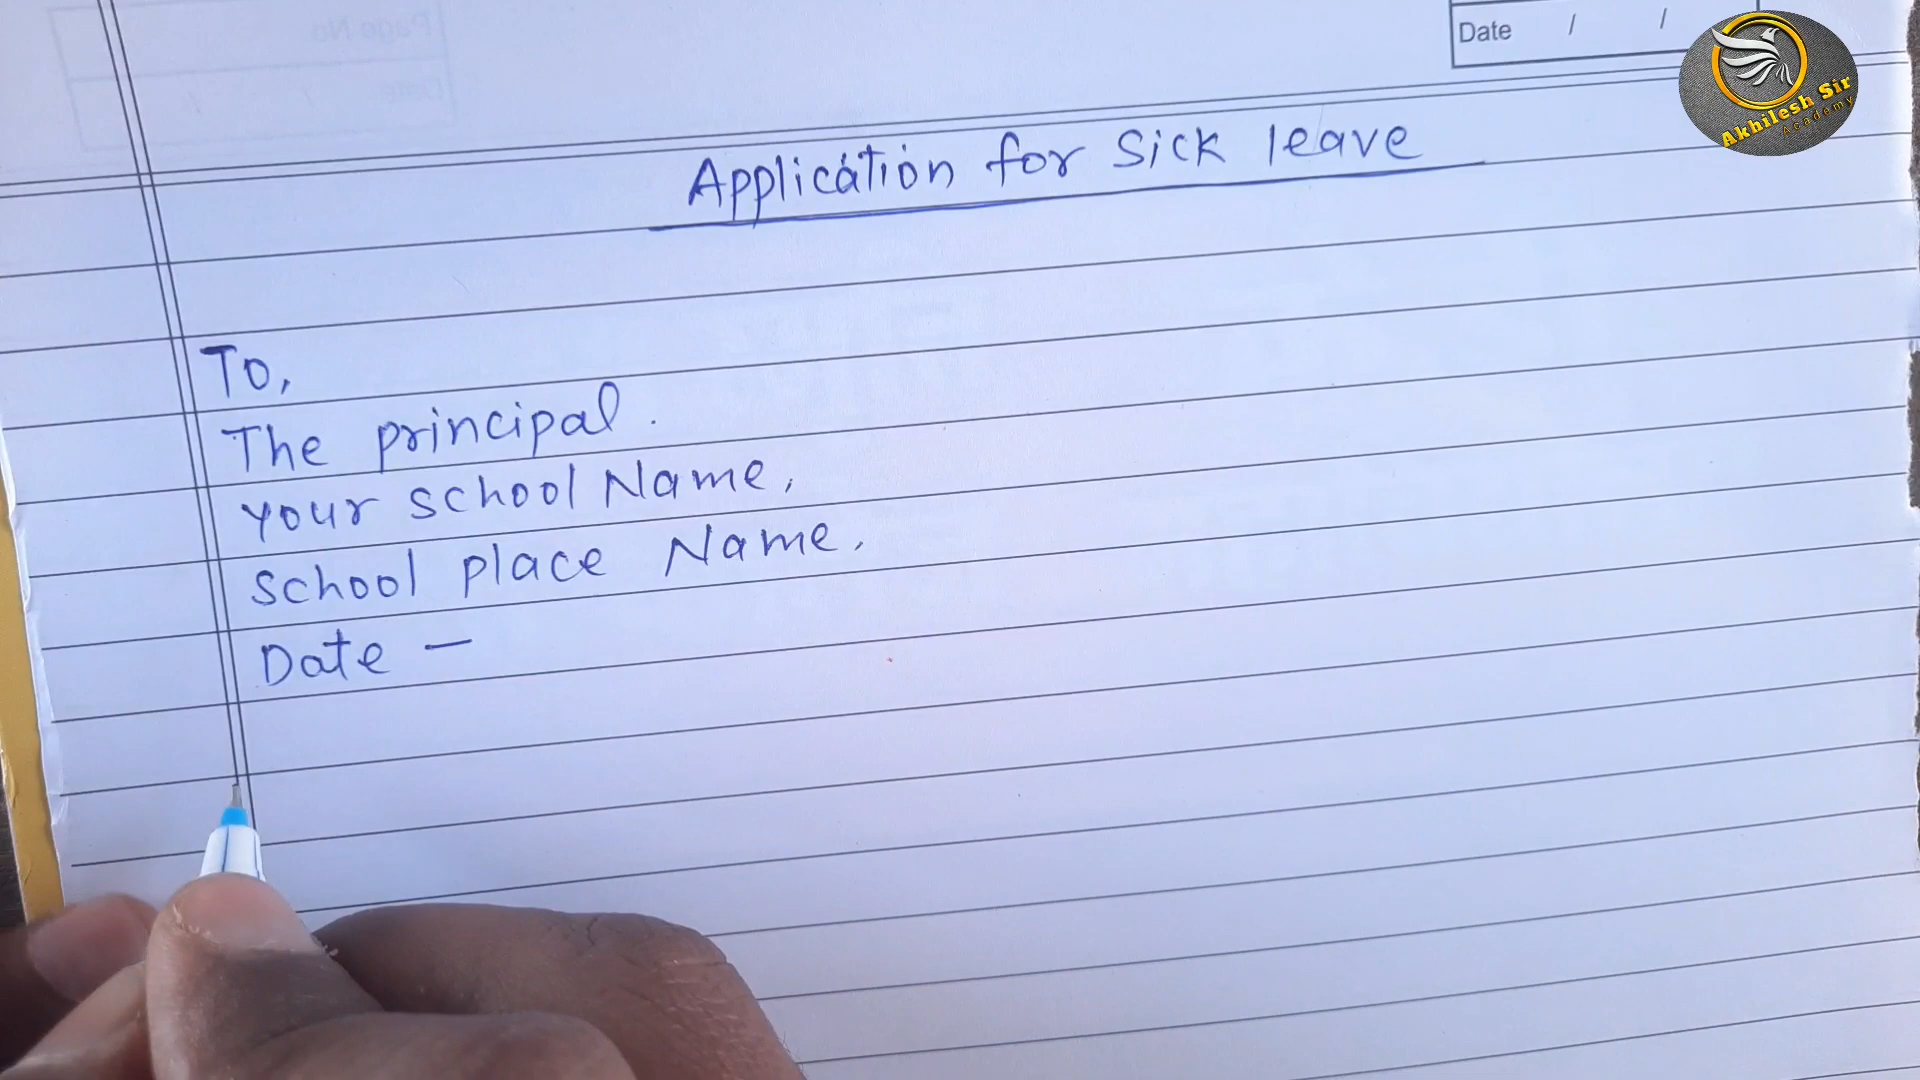 Date / /
Akhilesh Sir
Academy
Application for Sick leave
To,
The principal.
Your School Name,
School place Name,
Date –